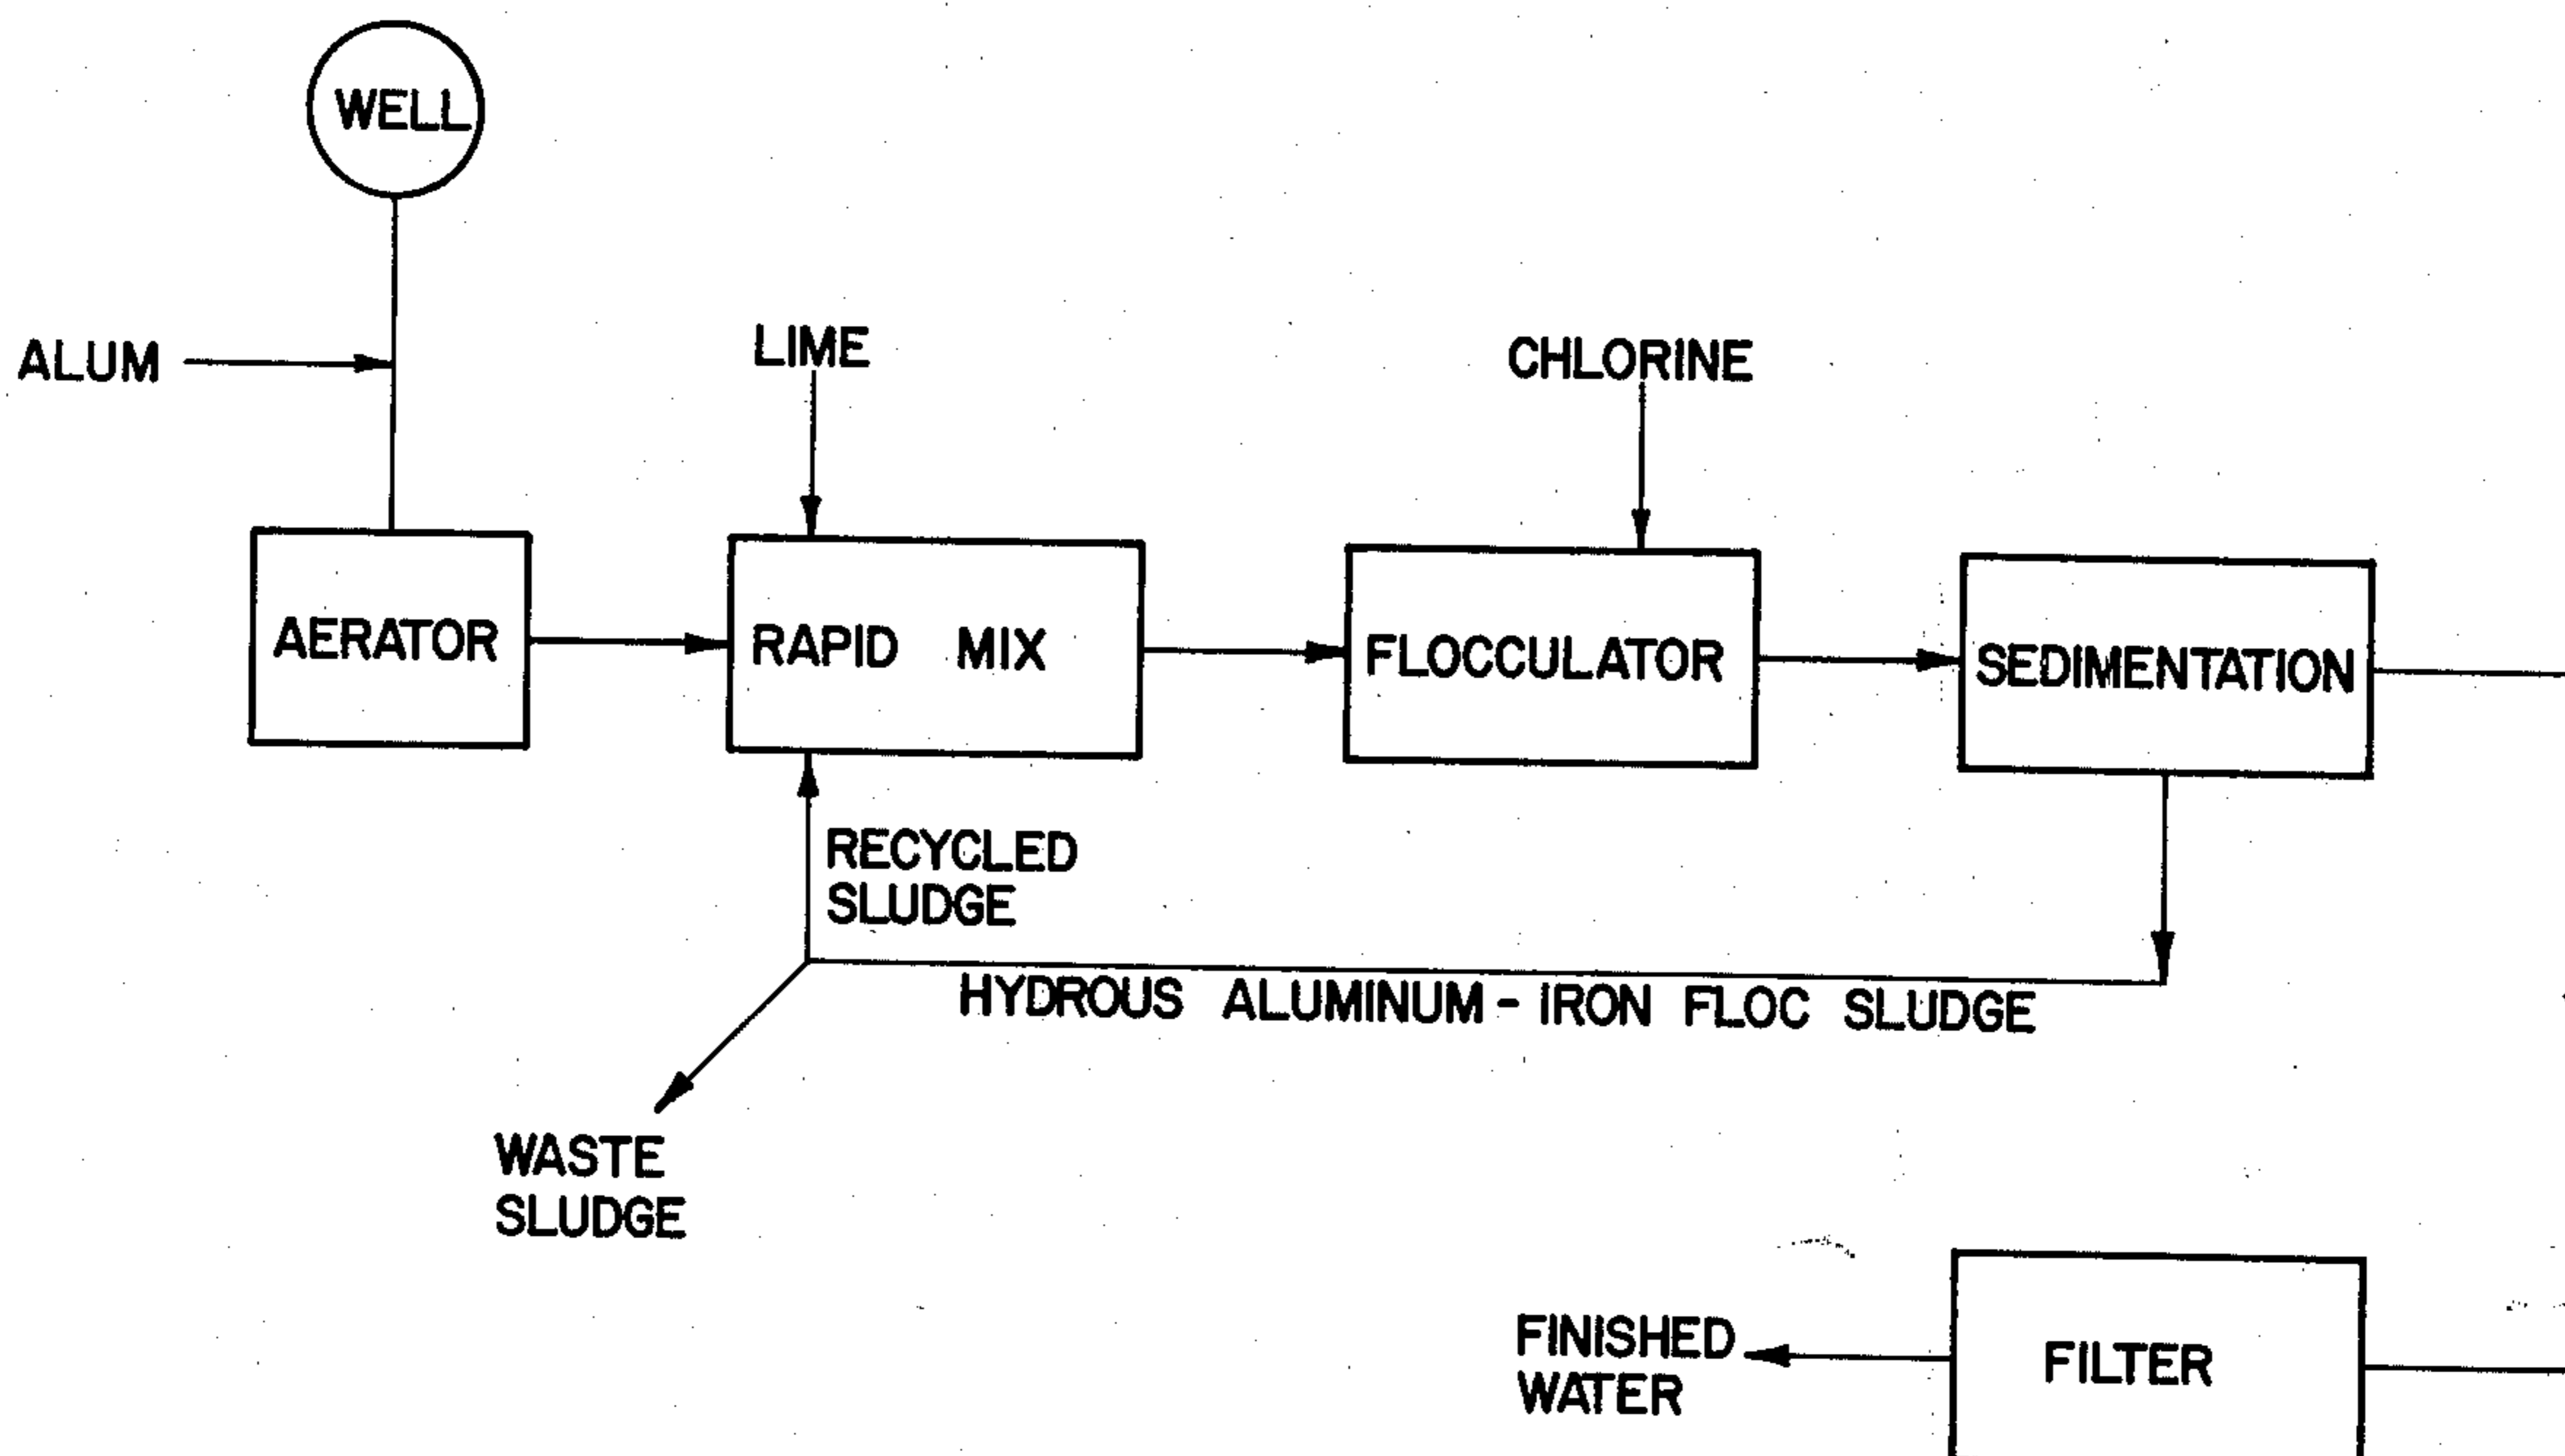 WELL
ALUM
LIME
CHLORINE
AERATOR
RAPID MIX
FLOCCULATOR
SEDIMENTATION
RECYCLED
SLUDGE
HYDROUS ALUMINUM - IRON FLOC SLUDGE
WASTE
SLUDGE
FINISHED
WATER
FILTER